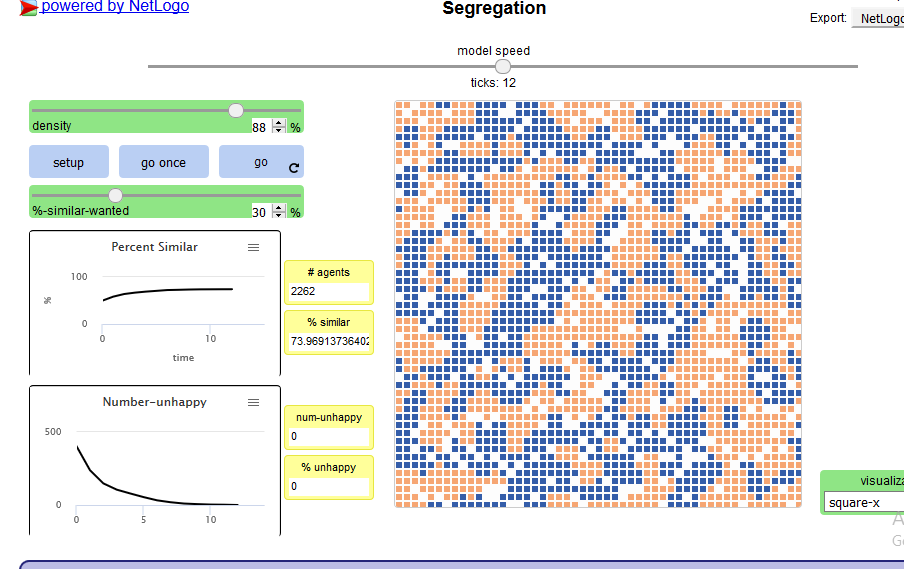 powered by NetLogo
Segregation
Export: NetLogo
model speed
ticks: 12
density 88 %
setup
go once
go
%-similar-wanted 30 %
Percent Similar
100
%
0
0 10
time
# agents
2262
% similar
73.96913736402
Number-unhappy
500
0
0 5 10
num-unhappy
0
% unhappy
0
square-x